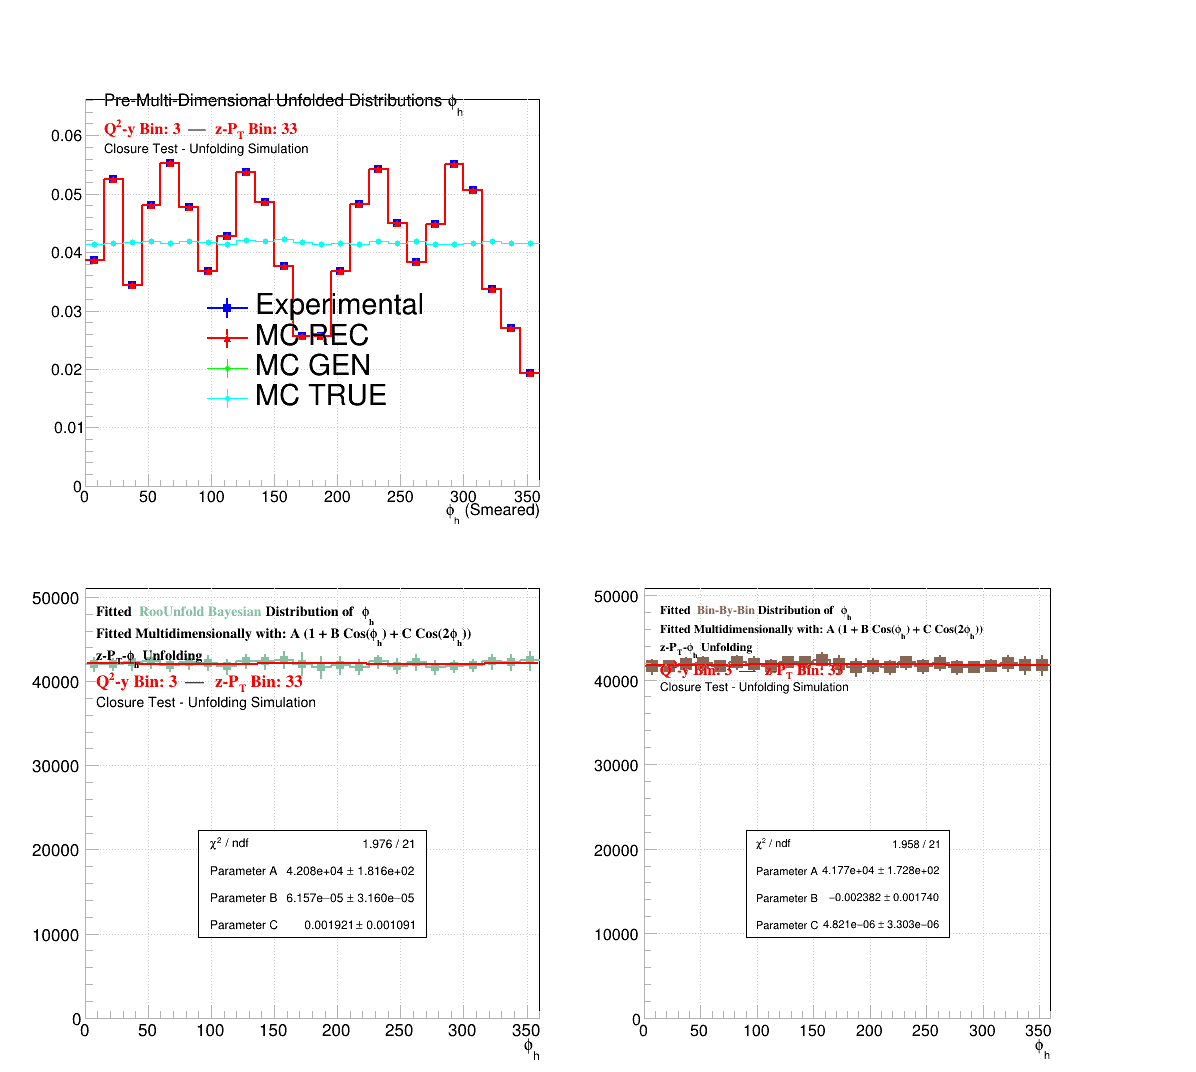 Pre-Multi-Dimensional Unfolded Distributions ϕh
Q2-y Bin: 3 — z-PT Bin: 33
Closure Test - Unfolding Simulation
0.06
0.05
0.04
0.03
0.02
0.01
0
Experimental
MC REC
MC GEN
MC TRUE
0 50 100 150 200 250 300 350
ϕh (Smeared)
50000
40000
30000
20000
10000
0
Fitted RooUnfold Bayesian Distribution of ϕh
Fitted Multidimensionally with: A (1 + B Cos(ϕh) + C Cos(2ϕh))
z-PT-ϕh Unfolding
Q2-y Bin: 3 — z-PT Bin: 33
Closure Test - Unfolding Simulation
χ2 / ndf 1.976 / 21
Parameter A 4.208e+04 ± 1.816e+02
Parameter B 6.157e−05 ± 3.160e−05
Parameter C 0.001921 ± 0.001091
0 50 100 150 200 250 300 350
ϕh
50000
40000
30000
20000
10000
0
Fitted Bin-By-Bin Distribution of ϕh
Fitted Multidimensionally with: A (1 + B Cos(ϕh) + C Cos(2ϕh))
z-PT-ϕh Unfolding
Q2-y Bin: 3 — z-PT Bin: 33
Closure Test - Unfolding Simulation
χ2 / ndf 1.958 / 21
Parameter A 4.177e+04 ± 1.728e+02
Parameter B −0.002382 ± 0.001740
Parameter C 4.821e−06 ± 3.303e−06
0 50 100 150 200 250 300 350
ϕh